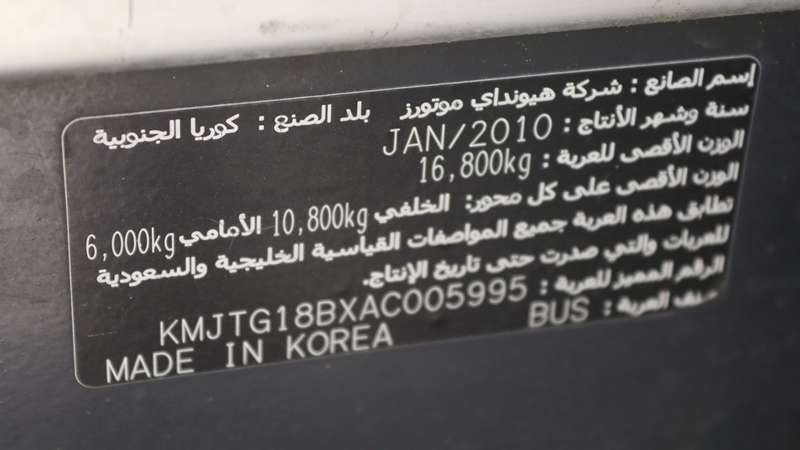 إسم الصانع : شركة هيونداي موتورز بلد الصنع : كوريا الجنوبية
سنة وشهر الأنتاج : JAN/2010
الوزن الأقصى للعربة : 16,800kg
الوزن الأقصى على كل محور: الخلفي 10,800kg الأمامي 6,000kg
تطابق هذه العربة جميع المواصفات القياسية الخليجية والسعودية
للعربات والتي صدرت حتى تاريخ الإنتاج.
الرقم المميز للعربة : KMJTG18BXAC005995
صنف العربة : BUS
MADE IN KOREA